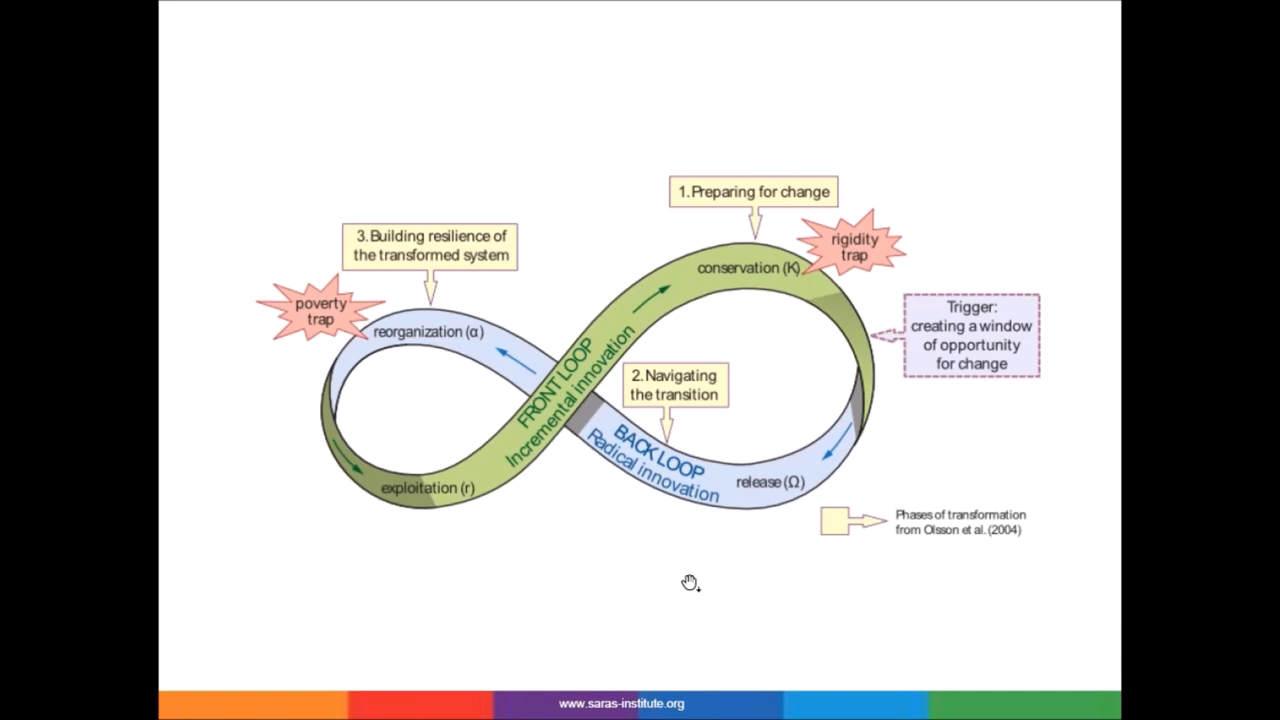 1.Preparing for change
rigidity
trap
conservation (K)
3.Building resilience of
the transformed system
poverty
trap
reorganization (α)
Trigger:
creating a window
of opportunity
for change
FRONT LOOP
Incremental innovation
2.Navigating
the transition
BACK LOOP
Radical innovation
release (Ω)
exploitation (r)
Phases of transformation
from Olsson et al. (2004)
www.saras-institute.org